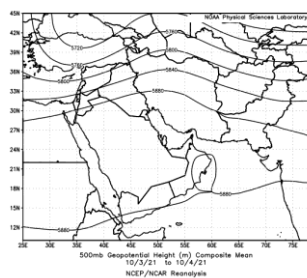 NOAA Physical Sciences Laboratory
45N
42N
39N
36N
33N
30N
27N
24N
21N
18N
15N
12N
5720
5760
5760
5800
5800
5840
5880
5880
5880
25E 30E 35E 40E 45E 50E 55E 60E 65E 70E 75E
500mb Geopotential Height (m) Composite Mean
10/3/21 to 10/4/21
NCEP/NCAR Reanalysis